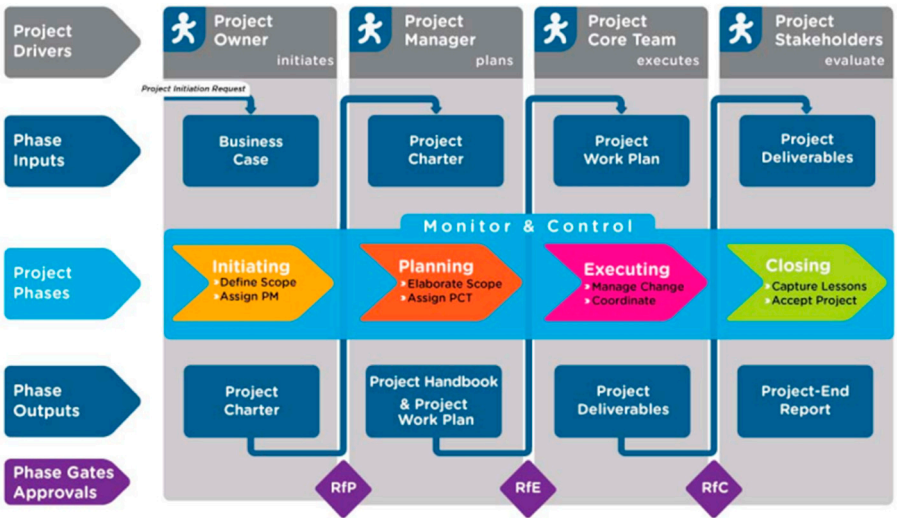 Project
Drivers
Project
Owner
initiates
Project
Manager
plans
Project
Core Team
executes
Project
Stakeholders
evaluate
Project Initiation Request
Phase
Inputs
Business
Case
Project
Charter
Project
Work Plan
Project
Deliverables
Monitor & Control
Project
Phases
Initiating
»Define Scope
»Assign PM
Planning
»Elaborate Scope
»Assign PCT
Executing
»Manage Change
»Coordinate
Closing
»Capture Lessons
»Accept Project
Phase
Outputs
Project
Charter
Project Handbook
& Project
Work Plan
Project
Deliverables
Project-End
Report
Phase Gates
Approvals
RfP
RfE
RfC